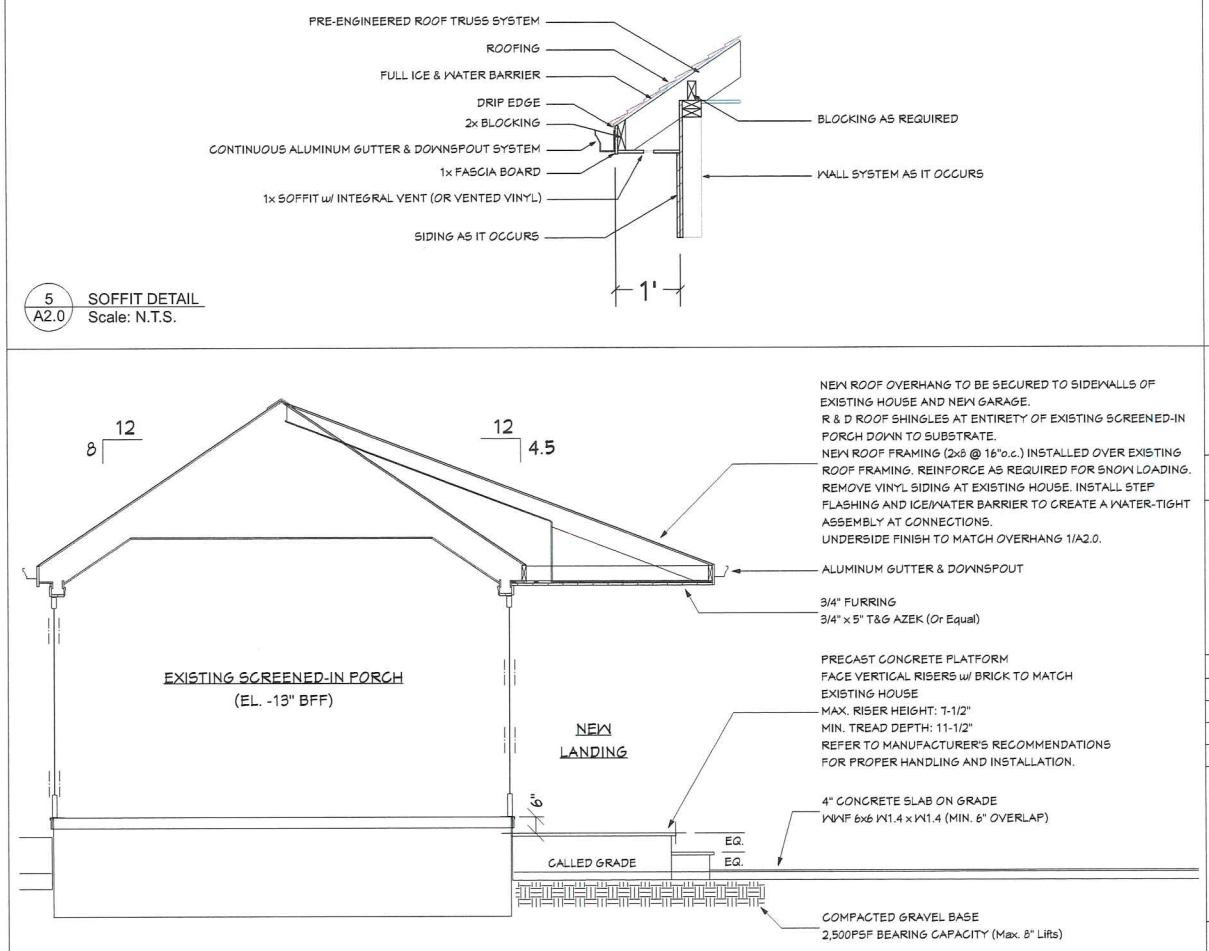 PRE-ENGINEERED ROOF TRUSS SYSTEM
ROOFING
FULL ICE & WATER BARRIER
DRIP EDGE
2x BLOCKING
CONTINUOUS ALUMINUM GUTTER & DOWNSPOUT SYSTEM
1x FASCIA BOARD
1x SOFFIT w/ INTEGRAL VENT (OR VENTED VINYL)
SIDING AS IT OCCURS
BLOCKING AS REQUIRED
WALL SYSTEM AS IT OCCURS
1'
5
A2.0
SOFFIT DETAIL
Scale: N.T.S.
12
8
12
4.5
NEW ROOF OVERHANG TO BE SECURED TO SIDEWALLS OF
EXISTING HOUSE AND NEW GARAGE.
R & D ROOF SHINGLES AT ENTIRETY OF EXISTING SCREENED-IN
PORCH DOWN TO SUBSTRATE.
NEW ROOF FRAMING (2x8 @ 16"o.c.) INSTALLED OVER EXISTING
ROOF FRAMING. REINFORCE AS REQUIRED FOR SNOW LOADING.
REMOVE VINYL SIDING AT EXISTING HOUSE. INSTALL STEP
FLASHING AND ICE/WATER BARRIER TO CREATE A WATER-TIGHT
ASSEMBLY AT CONNECTIONS.
UNDERSIDE FINISH TO MATCH OVERHANG 1/A2.0.
ALUMINUM GUTTER & DOWNSPOUT
3/4" FURRING
3/4" x 5" T&G AZEK (Or Equal)
EXISTING SCREENED-IN PORCH
(EL. -13" BFF)
NEW
LANDING
PRECAST CONCRETE PLATFORM
FACE VERTICAL RISERS w/ BRICK TO MATCH
EXISTING HOUSE
MAX. RISER HEIGHT: 7-1/2"
MIN. TREAD DEPTH: 11-1/2"
REFER TO MANUFACTURER'S RECOMMENDATIONS
FOR PROPER HANDLING AND INSTALLATION.
6"
4" CONCRETE SLAB ON GRADE
WWF 6x6 W1.4 x W1.4 (MIN. 6" OVERLAP)
EQ.
EQ.
CALLED GRADE
COMPACTED GRAVEL BASE
2,500PSF BEARING CAPACITY (Max. 8" Lifts)